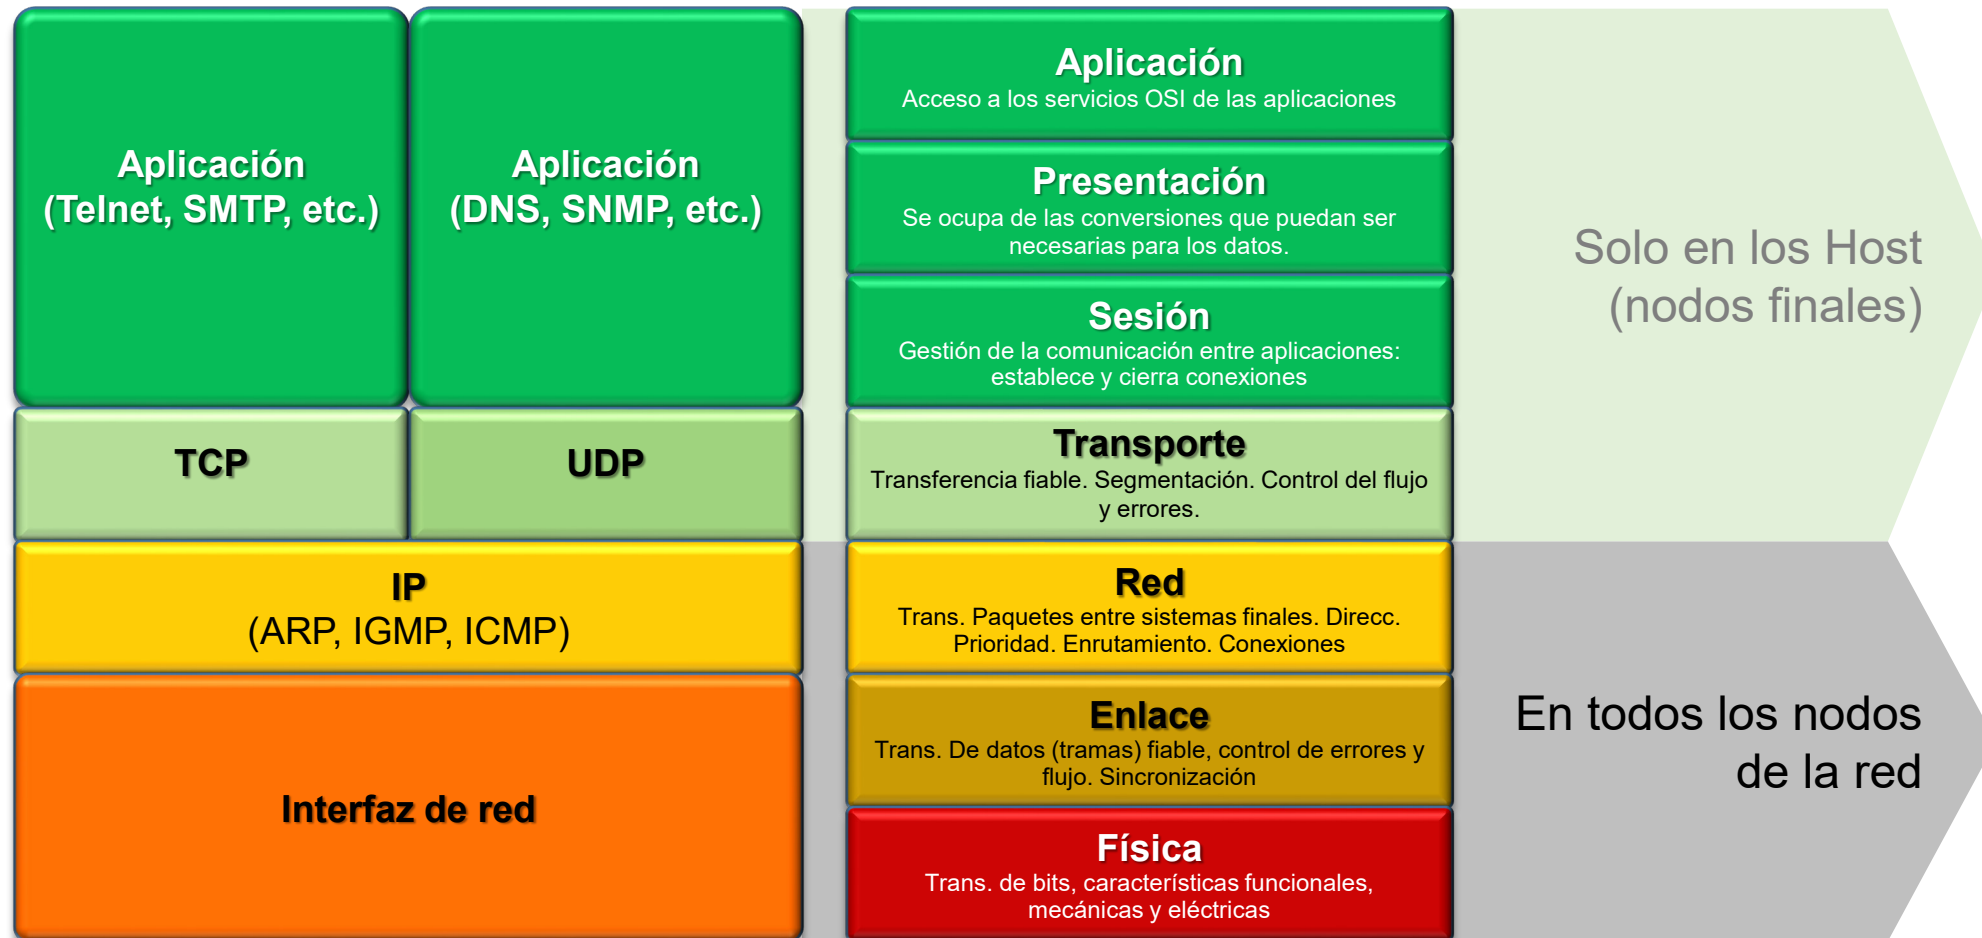 Aplicación
(Telnet, SMTP, etc.)
Aplicación
(DNS, SNMP, etc.)
TCP
UDP
IP
(ARP, IGMP, ICMP)
Interfaz de red
Aplicación
Acceso a los servicios OSI de las aplicaciones
Presentación
Se ocupa de las conversiones que puedan ser
necesarias para los datos.
Sesión
Gestión de la comunicación entre aplicaciones:
establece y cierra conexiones
Transporte
Transferencia fiable. Segmentación. Control del flujo
y errores.
Red
Trans. Paquetes entre sistemas finales. Direcc.
Prioridad. Enrutamiento. Conexiones
Enlace
Trans. De datos (tramas) fiable, control de errores y
flujo. Sincronización
Física
Trans. de bits, características funcionales,
mecánicas y eléctricas
Solo en los Host
(nodos finales)
En todos los nodos
de la red